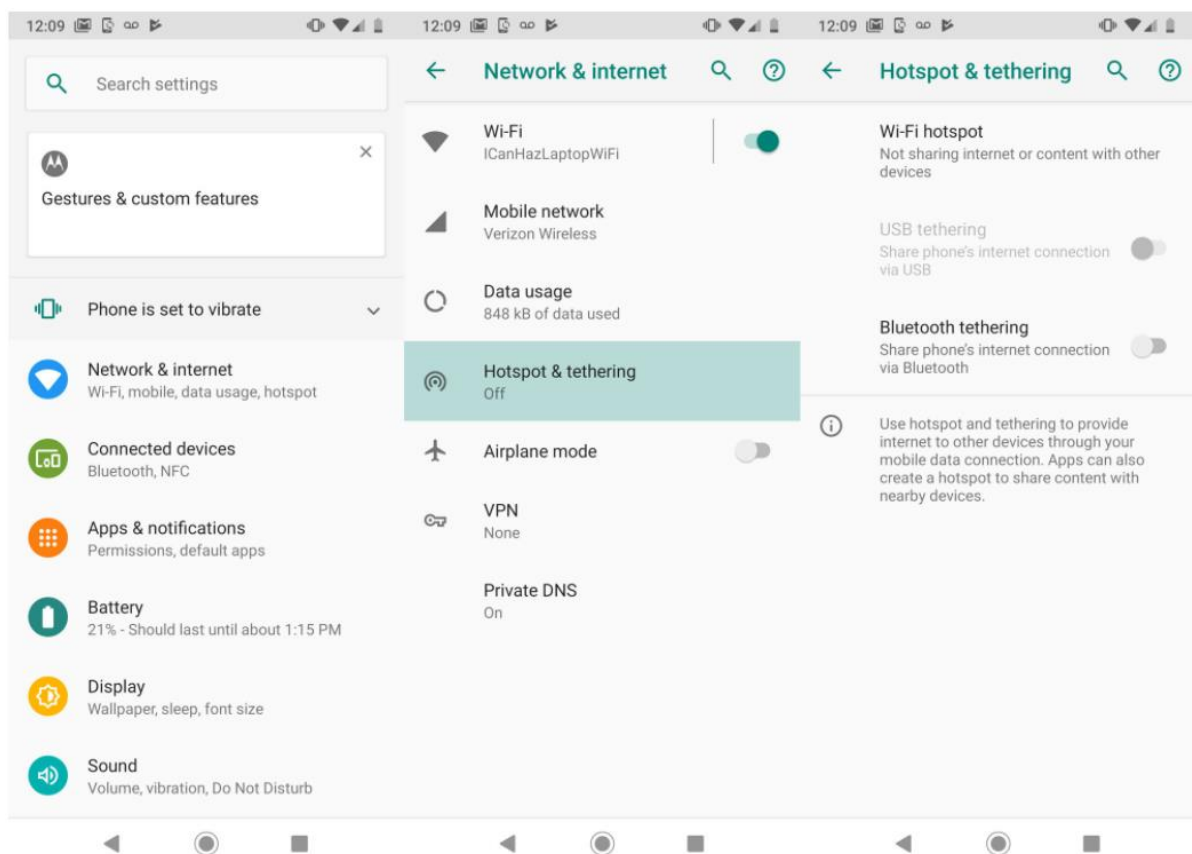 12:09
Search settings
Gestures & custom features
Phone is set to vibrate
Network & internet
Wi-Fi, mobile, data usage, hotspot
Connected devices
Bluetooth, NFC
Apps & notifications
Permissions, default apps
Battery
21% - Should last until about 1:15 PM
Display
Wallpaper, sleep, font size
Sound
Volume, vibration, Do Not Disturb
12:09
Network & internet
Wi-Fi
ICanHazLaptopWiFi
Mobile network
Verizon Wireless
Data usage
848 kB of data used
Hotspot & tethering
Off
Airplane mode
VPN
None
Private DNS
On
12:09
Hotspot & tethering
Wi-Fi hotspot
Not sharing internet or content with other
devices
USB tethering
Share phone's internet connection
via USB
Bluetooth tethering
Share phone's internet connection
via Bluetooth
Use hotspot and tethering to provide
internet to other devices through your
mobile data connection. Apps can also
create a hotspot to share content with
nearby devices.